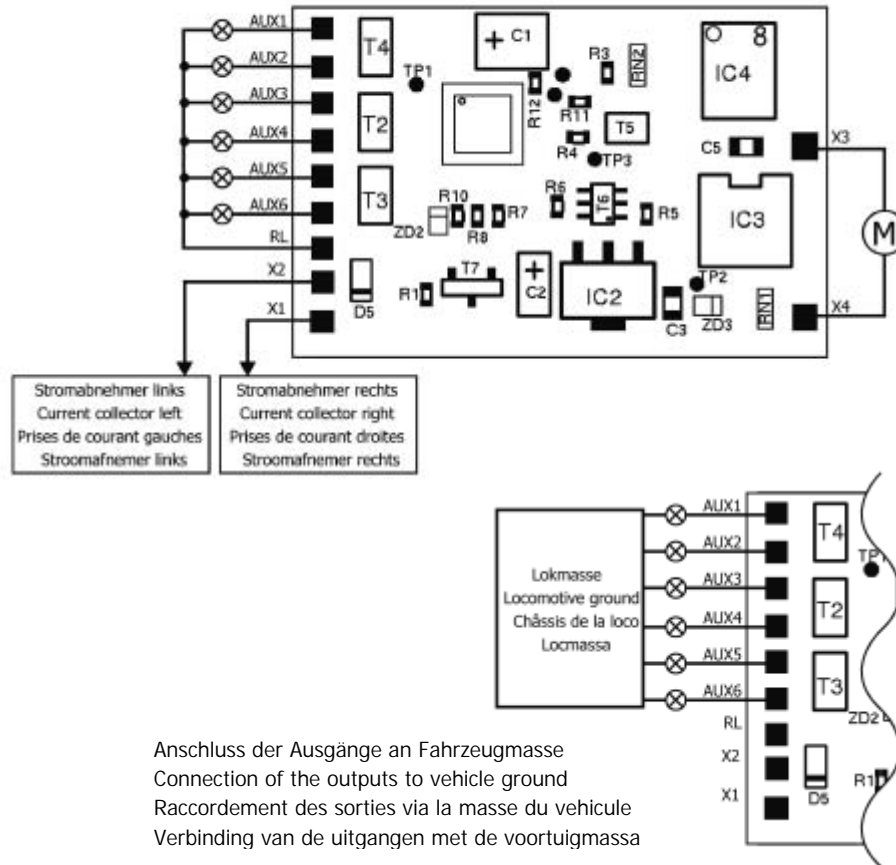 AUX1
AUX2
AUX3
AUX4
AUX5
AUX6
RL
X2
X1
T4
T2
T3
TP1
C1
R12
R3
RN2
R11
R4
T5
TP3
IC4
8
C5
X3
M
X4
IC3
R10
ZD2
R8
R7
R6
T6
R5
D5
R1
T7
C2
IC2
C3
TP2
ZD3
RN1
Stromabnehmer links
Current collector left
Prises de courant gauches
Stroomafnemer links
Stromabnehmer rechts
Current collector right
Prises de courant droites
Stroomafnemer rechts
Lokmasse
Locomotive ground
Châssis de la loco
Locmassa
AUX1
AUX2
AUX3
AUX4
AUX5
AUX6
RL
X2
X1
T4
TP1
T2
T3
ZD2
D5
R1
Anschluss der Ausgänge an Fahrzeugmasse
Connection of the outputs to vehicle ground
Raccordement des sorties via la masse du vehicule
Verbinding van de uitgangen met de voortuigmassa